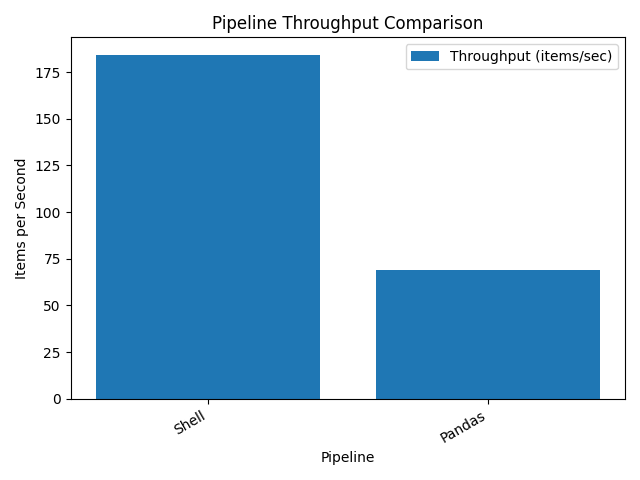 Pipeline Throughput Comparison
Throughput (items/sec)
Items per Second
175
150
125
100
75
50
25
0
Shell
Pandas
Pipeline